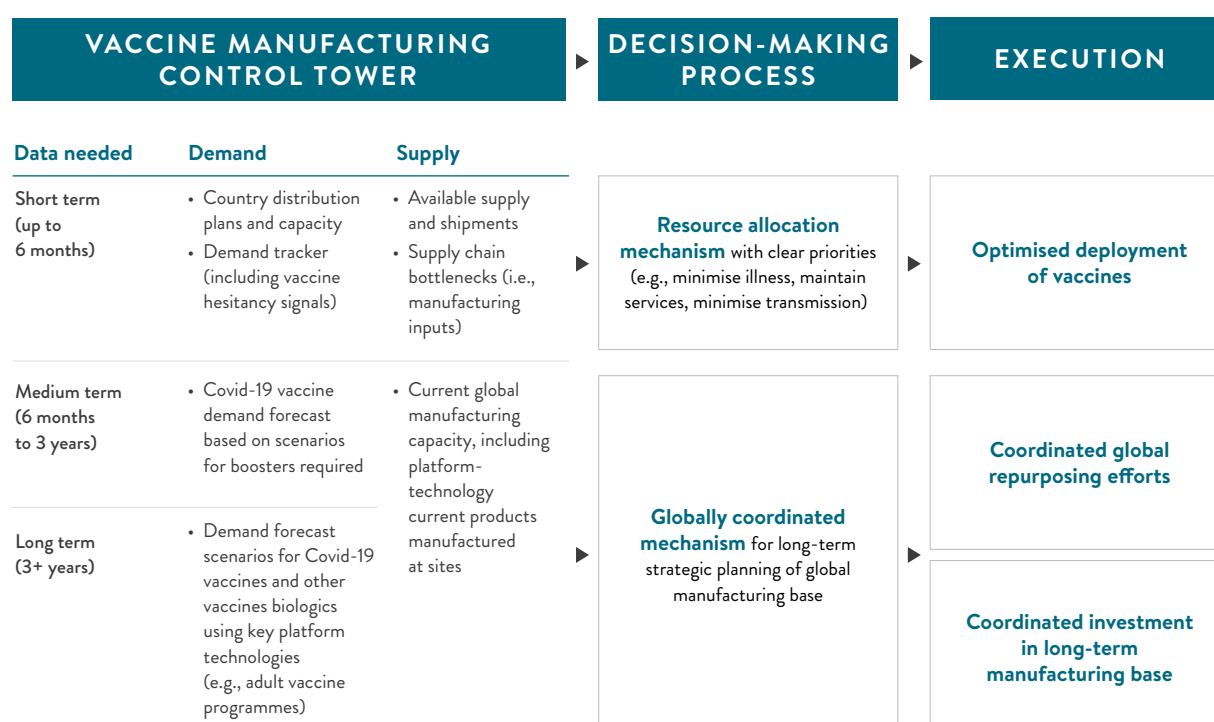 VACCINE MANUFACTURING
CONTROL TOWER
DECISION-MAKING
PROCESS
EXECUTION
Data needed
Demand
Supply
Short term
(up to
6 months)
• Country distribution
plans and capacity
• Demand tracker
(including vaccine
hesitancy signals)
• Available supply
and shipments
• Supply chain
bottlenecks (i.e.,
manufacturing
inputs)
Resource allocation
mechanism with clear priorities
(e.g., minimise illness, maintain
services, minimise transmission)
Optimised deployment
of vaccines
Medium term
(6 months
to 3 years)
• Covid-19 vaccine
demand forecast
based on scenarios
for boosters required
• Current global
manufacturing
capacity, including
platform-
technology
current products
manufactured
at sites
Long term
(3+ years)
• Demand forecast
scenarios for Covid-19
vaccines and other
vaccines biologics
using key platform
technologies
(e.g., adult vaccine
programmes)
Globally coordinated
mechanism for long-term
strategic planning of global
manufacturing base
Coordinated global
repurposing efforts
Coordinated investment
in long-term
manufacturing base